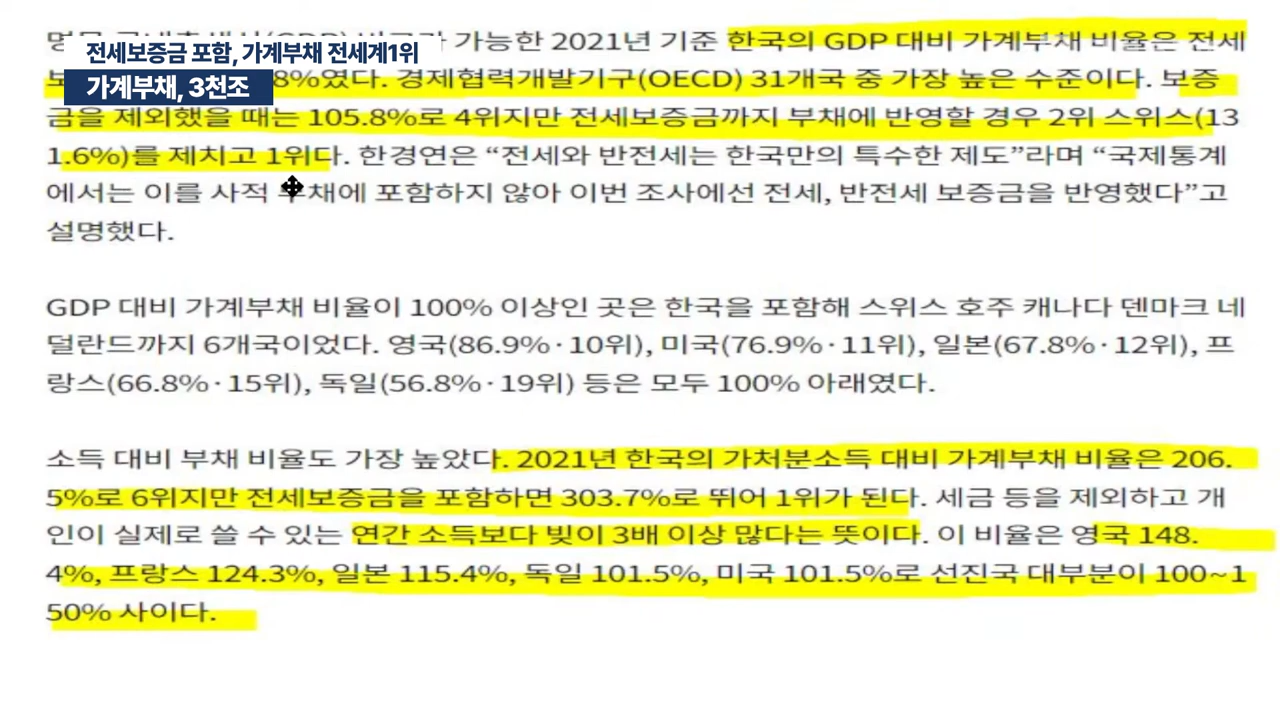 전세보증금 포함, 가계부채 전세계1위
가계부채, 3천조
가능한 2021년 기준 한국의 GDP 대비 가계부채 비율은 전세
8%였다. 경제협력개발기구(OECD) 31개국 중 가장 높은 수준이다. 보증
금을 제외했을 때는 105.8%로 4위지만 전세보증금까지 부채에 반영할 경우 2위 스위스(13
1.6%)를 제치고 1위다. 한경연은 “전세와 반전세는 한국만의 특수한 제도”라며 “국제통계
에서는 이를 사적 부채에 포함하지 않아 이번 조사에선 전세, 반전세 보증금을 반영했다”고
설명했다.
GDP 대비 가계부채 비율이 100% 이상인 곳은 한국을 포함해 스위스 호주 캐나다 덴마크 네
덜란드까지 6개국이었다. 영국(86.9%·10위), 미국(76.9%·11위), 일본(67.8%·12위), 프
랑스(66.8%·15위), 독일(56.8%·19위) 등은 모두 100% 아래였다.
소득 대비 부채 비율도 가장 높았다. 2021년 한국의 가처분소득 대비 가계부채 비율은 206.
5%로 6위지만 전세보증금을 포함하면 303.7%로 뛰어 1위가 된다. 세금 등을 제외하고 개
인이 실제로 쓸 수 있는 연간 소득보다 빚이 3배 이상 많다는 뜻이다. 이 비율은 영국 148.
4%, 프랑스 124.3%, 일본 115.4%, 독일 101.5%, 미국 101.5%로 선진국 대부분이 100~1
50% 사이다.